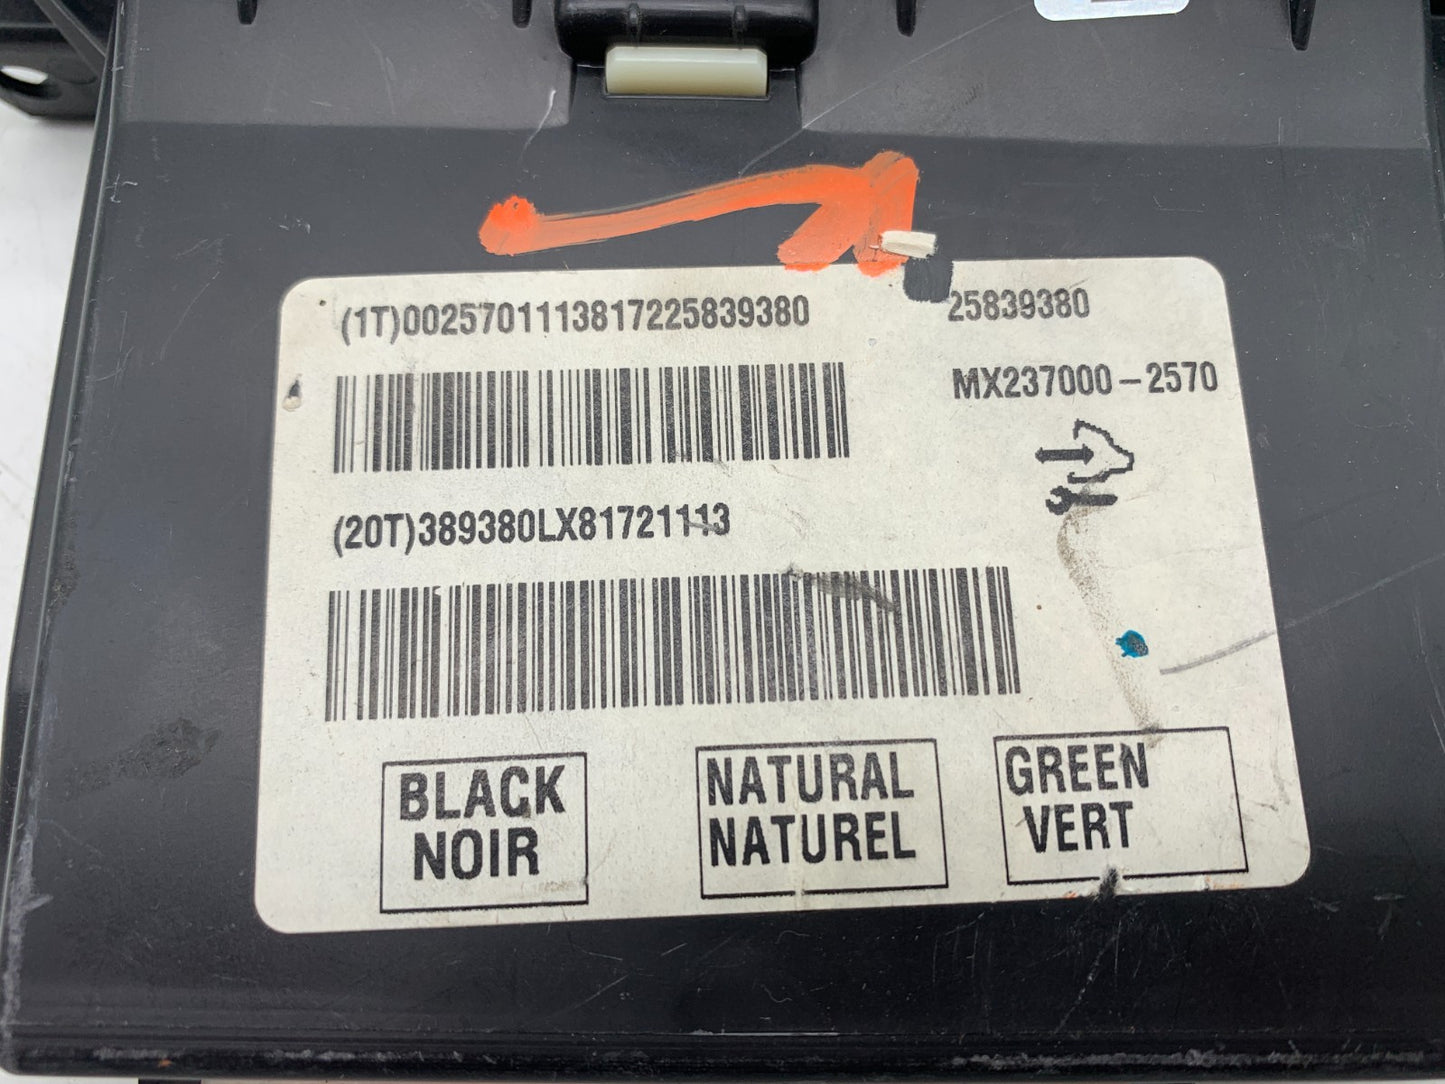 (1T)0025701113817225839380
25839380
MX237000-2570
(20T)389380LX81721113
BLACK
NOIR
NATURAL
NATUREL
GREEN
VERT